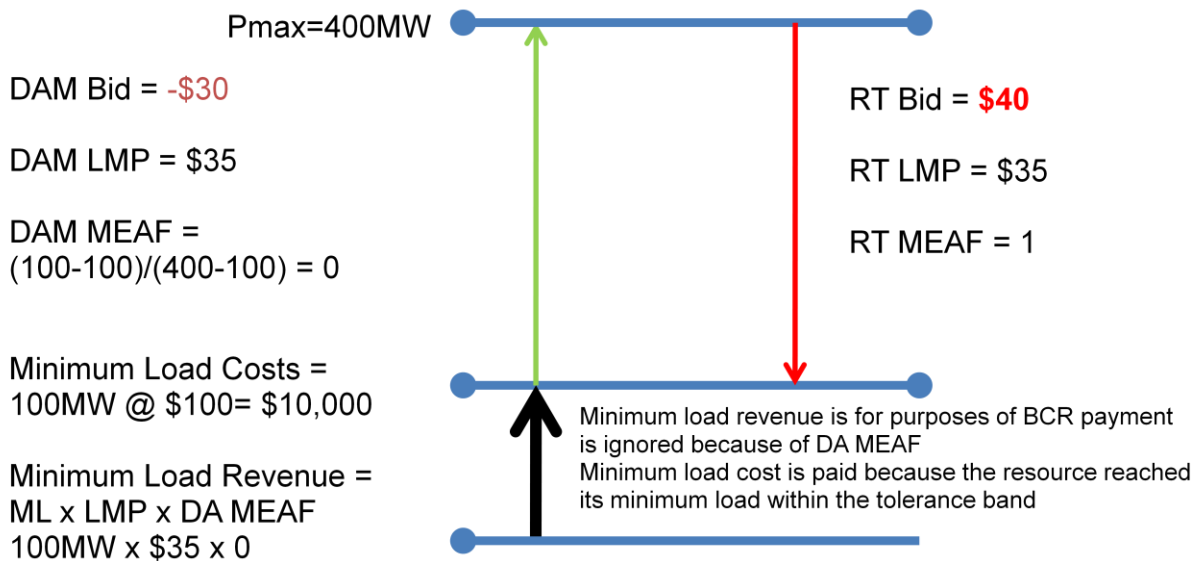 Pmax=400MW
DAM Bid = -$30
DAM LMP = $35
DAM MEAF =
(100-100)/(400-100) = 0
RT Bid = $40
RT LMP = $35
RT MEAF = 1
Minimum Load Costs =
100MW @ $100= $10,000
Minimum Load Revenue =
ML x LMP x DA MEAF
100MW x $35 x 0
Minimum load revenue is for purposes of BCR payment
is ignored because of DA MEAF
Minimum load cost is paid because the resource reached
its minimum load within the tolerance band